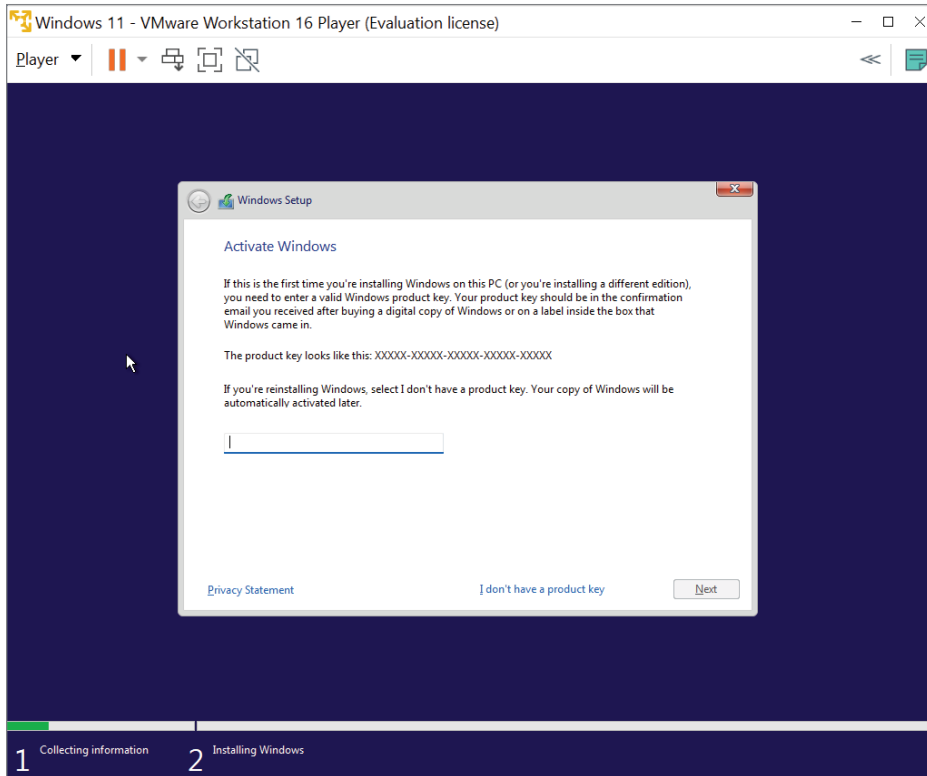 Windows 11 - VMware Workstation 16 Player (Evaluation license)
Player
Windows Setup
Activate Windows
If this is the first time you're installing Windows on this PC (or you're installing a different edition),
you need to enter a valid Windows product key. Your product key should be in the confirmation
email you received after buying a digital copy of Windows or on a label inside the box that
Windows came in.
The product key looks like this: XXXXX-XXXXX-XXXXX-XXXXX-XXXXX
If you're reinstalling Windows, select I don't have a product key. Your copy of Windows will be
automatically activated later.
Privacy Statement
I don't have a product key
Next
1 Collecting information
2 Installing Windows